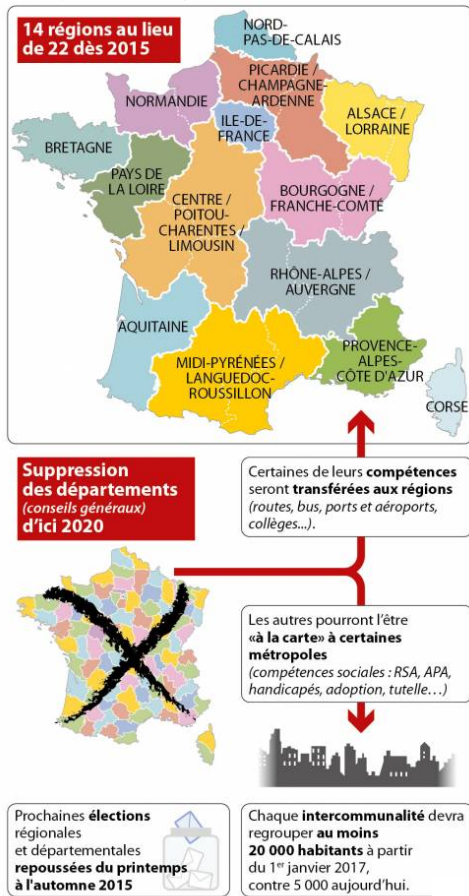 14 régions au lieu
de 22 dès 2015
NORD-
PAS-DE-CALAIS
PICARDIE /
CHAMPAGNE-
ARDENNE
NORMANDIE
ILE-DE-
FRANCE
ALSACE /
LORRAINE
BRETAGNE
PAYS DE
LA LOIRE
CENTRE /
POITOU-
CHARENTES /
LIMOUSIN
BOURGOGNE /
FRANCHE-COMTÉ
RHÔNE-ALPES /
AUVERGNE
AQUITAINE
MIDI-PYRÉNÉES /
LANGUEDOC-
ROUSSILLON
PROVENCE-
ALPES-
CÔTE D'AZUR
CORSE
Suppression
des départements
(conseils généraux)
d'ici 2020
Certaines de leurs compétences
seront transférées aux régions
(routes, bus, ports et aéroports,
collèges...).
Les autres pourront l'être
«à la carte» à certaines
métropoles
(compétences sociales : RSA, APA,
handicapés, adoption, tutelle...)
Prochaines élections
régionales
et départementales
repoussées du printemps
à l'automne 2015
Chaque intercommunalité devra
regrouper au moins
20 000 habitants à partir
du 1er janvier 2017,
contre 5 000 aujourd'hui.